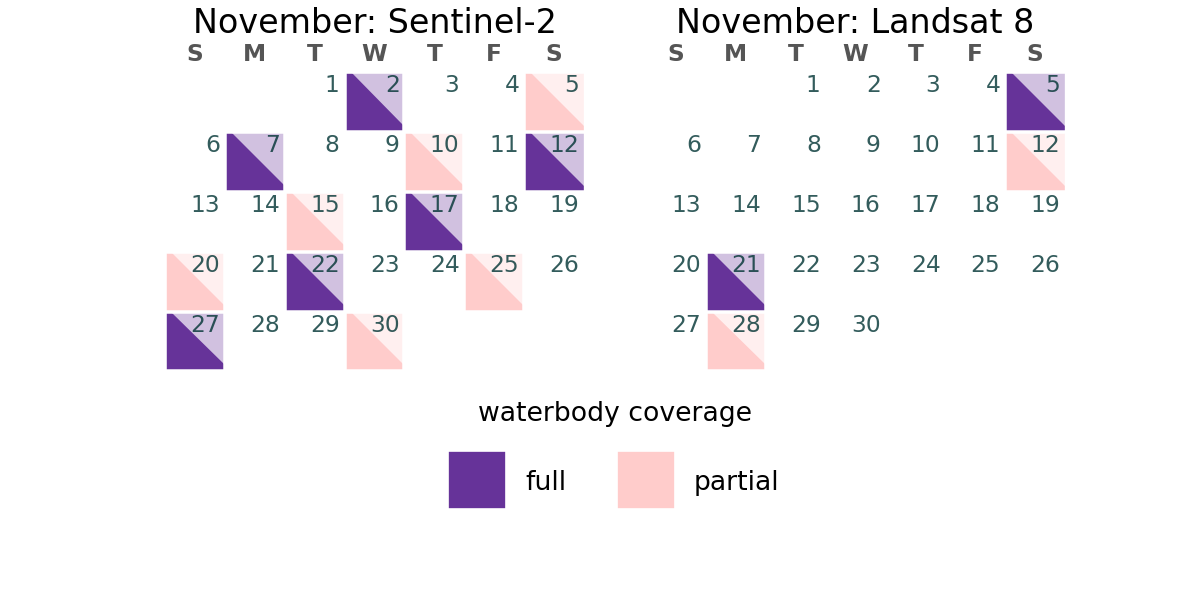 November: Sentinel-2
S M T W T F S
1 2 3 4 5
6 7 8 9 10 11 12
13 14 15 16 17 18 19
20 21 22 23 24 25 26
27 28 29 30
November: Landsat 8
S M T W T F S
1 2 3 4 5
6 7 8 9 10 11 12
13 14 15 16 17 18 19
20 21 22 23 24 25 26
27 28 29 30
waterbody coverage
full partial